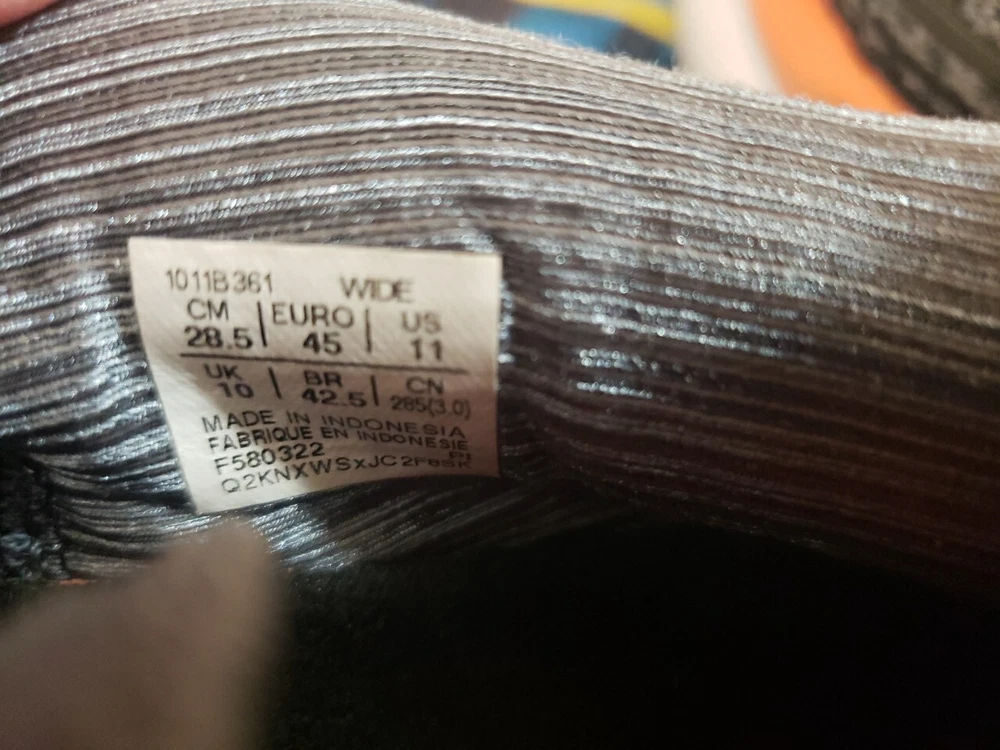 1011B361 WIDE
CM | EURO | US
28.5 | 45 | 11
UK | BR | CN
10 | 42.5 | 285(3.0)
MADE IN INDONESIA
FABRIQUE EN INDONESIE
F580322 PI